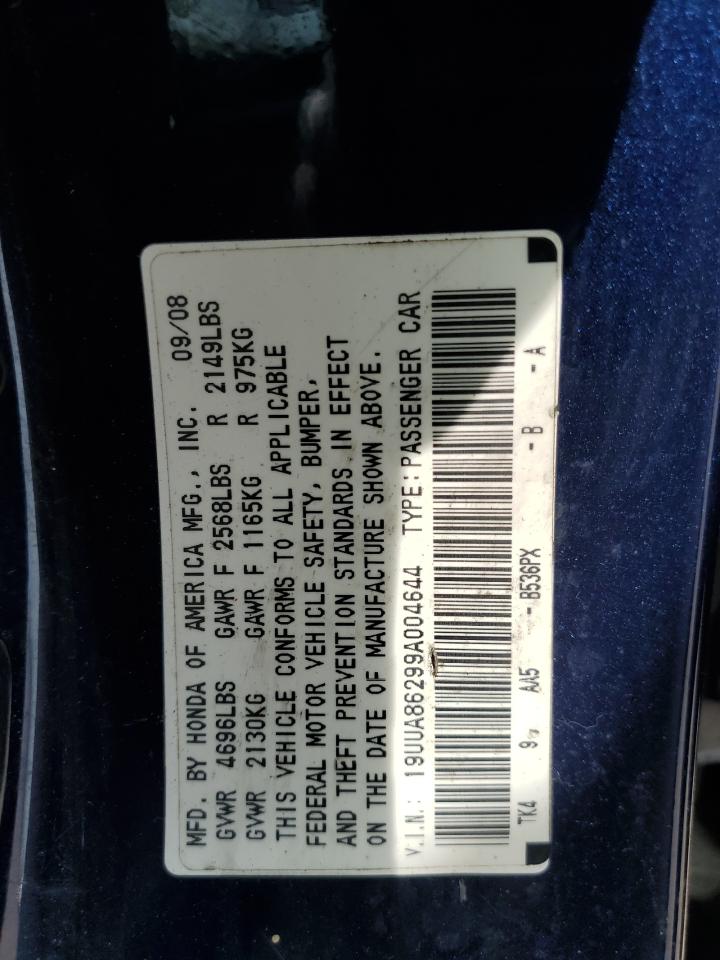 MFD. BY HONDA OF AMERICA MFG., INC. 09/08
GVWR 4696LBS GAWR F 2568LBS R 2149LBS
GVWR 2130KG GAWR F 1165KG R 975KG
THIS VEHICLE CONFORMS TO ALL APPLICABLE
FEDERAL MOTOR VEHICLE SAFETY, BUMPER,
AND THEFT PREVENTION STANDARDS IN EFFECT
ON THE DATE OF MANUFACTURE SHOWN ABOVE.
V.I.N.: 19UUA86299A004644 TYPE: PASSENGER CAR
TK4 9 AA5 - B536PX - B - A